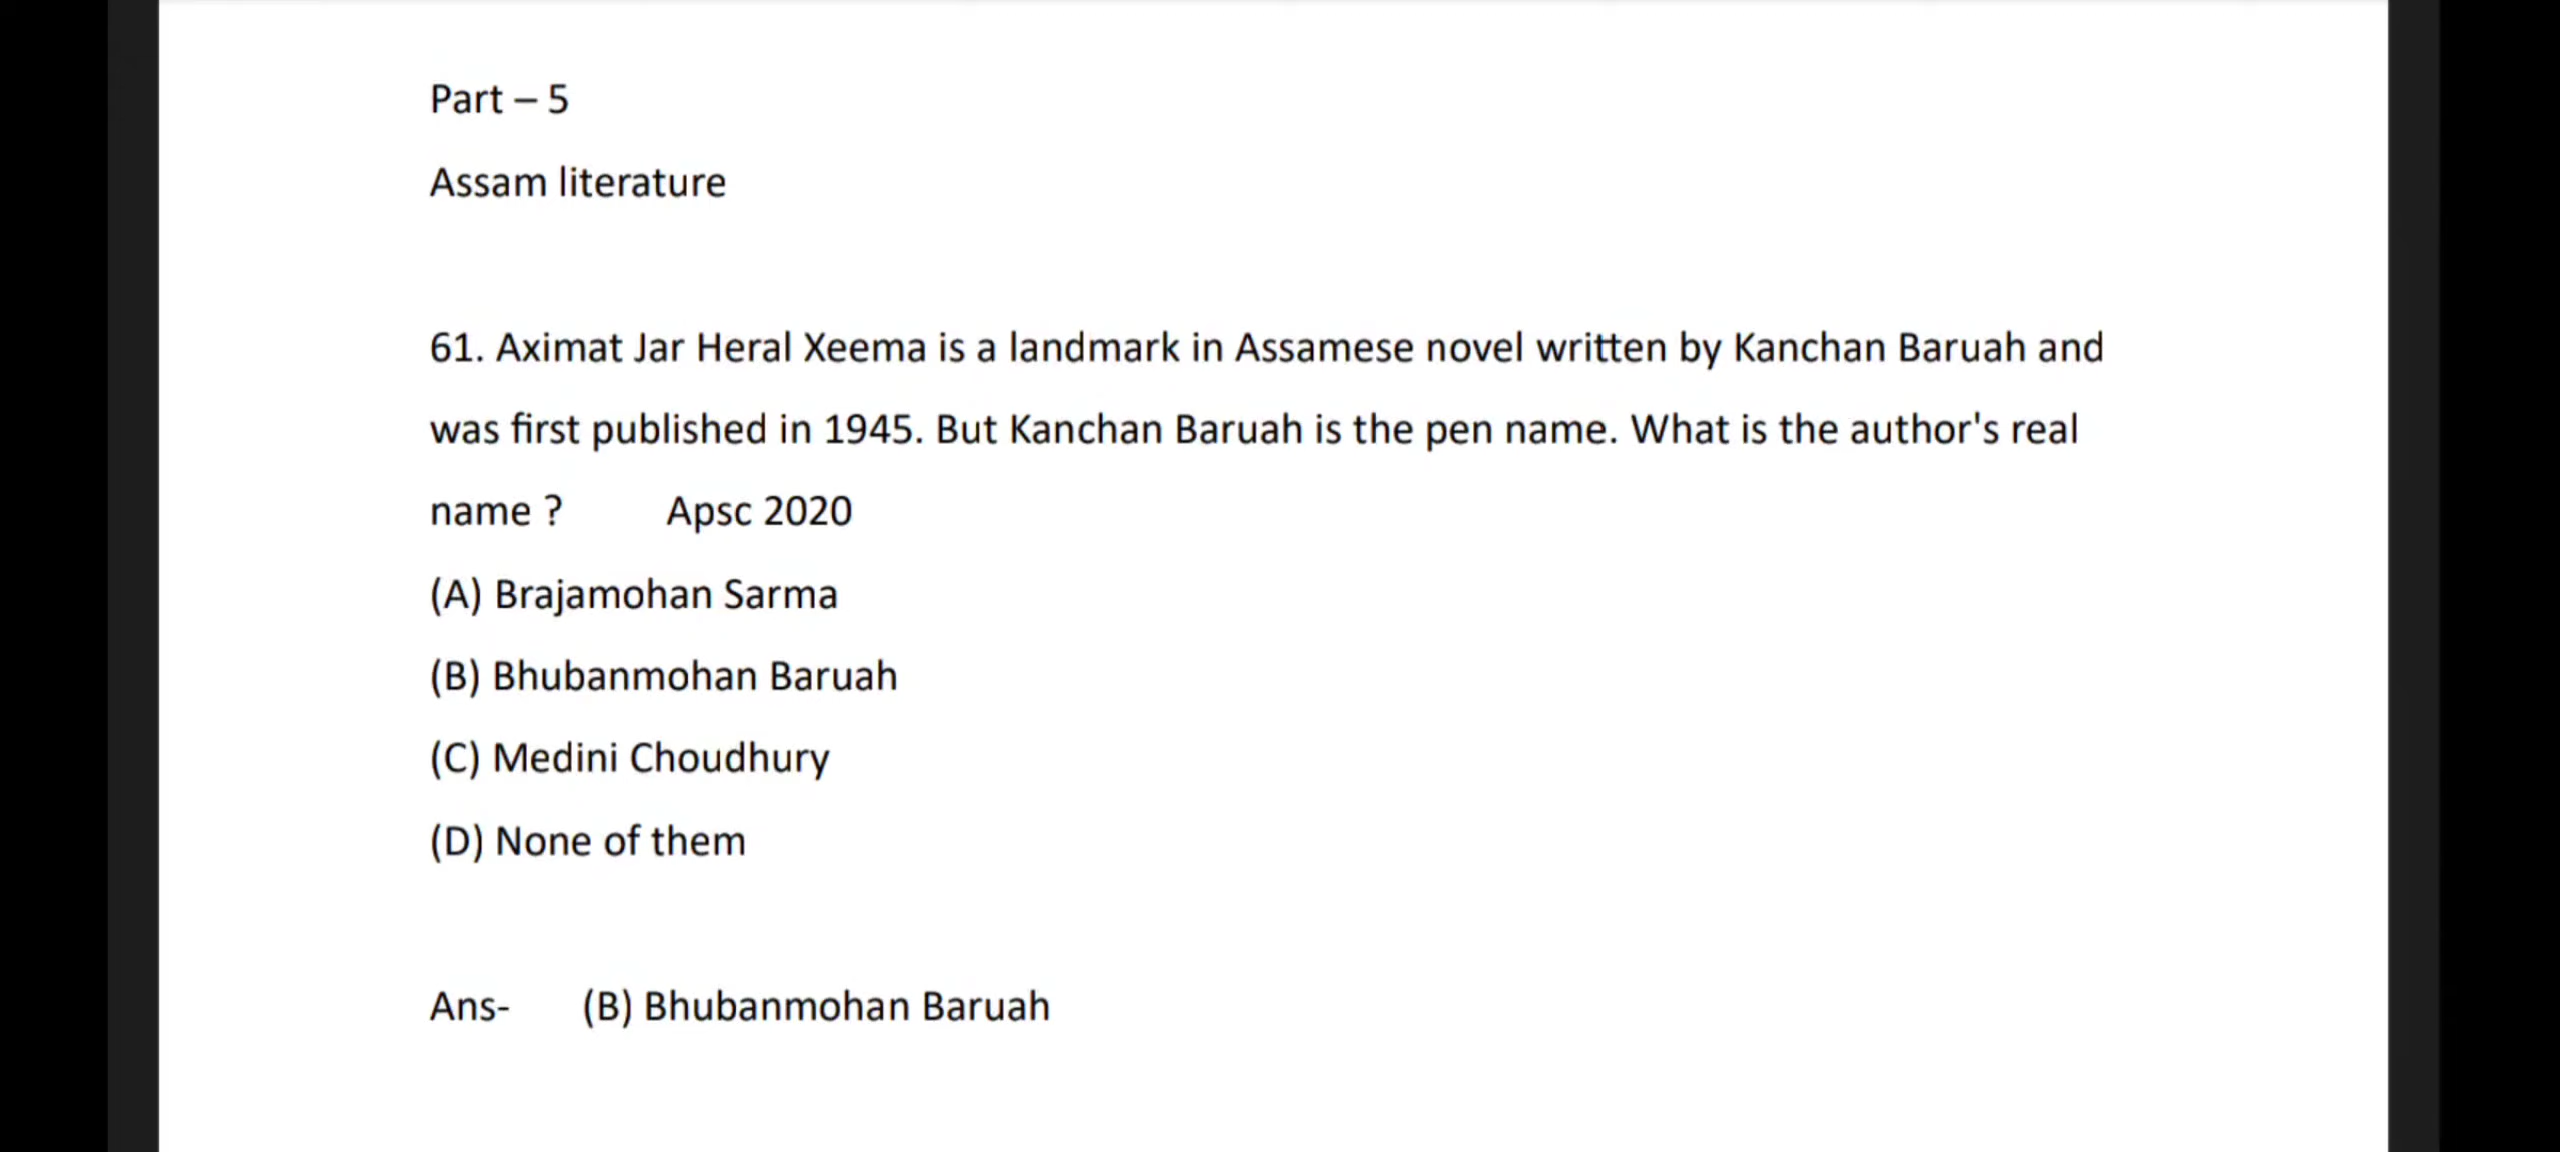 Part – 5
Assam literature
61. Aximat Jar Heral Xeema is a landmark in Assamese novel written by Kanchan Baruah and
was first published in 1945. But Kanchan Baruah is the pen name. What is the author's real
name ? Apsc 2020
(A) Brajamohan Sarma
(B) Bhubanmohan Baruah
(C) Medini Choudhury
(D) None of them
Ans- (B) Bhubanmohan Baruah